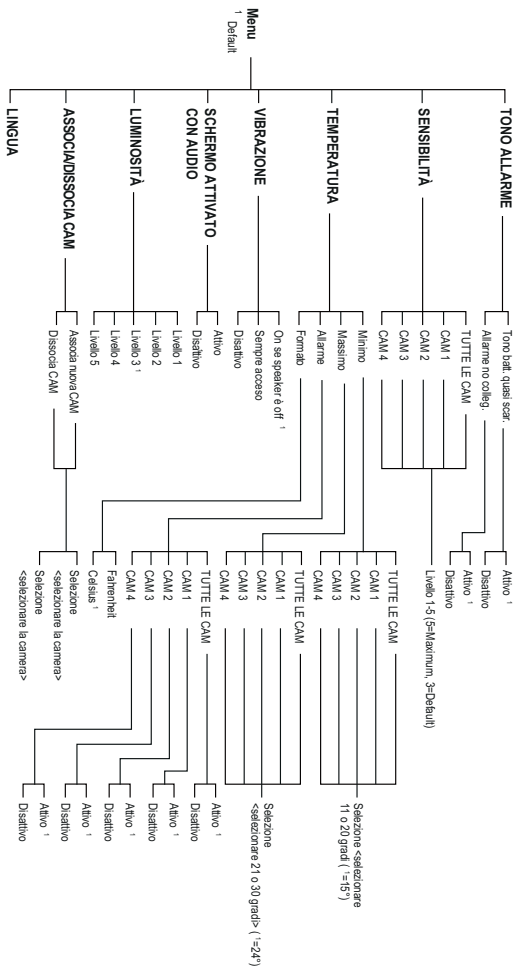 Menu
¹ Default
TONO ALLARME
Tono batt. quasi scar.
Attivo ¹
Disattivo
Allarme no colleg.
Attivo ¹
Disattivo
SENSIBILITÀ
TUTTE LE CAM
CAM 1
CAM 2
CAM 3
CAM 4
Livello 1-5 (5=Maximum, 3=Default)
TEMPERATURA
Minimo
TUTTE LE CAM
CAM 1
CAM 2
CAM 3
CAM 4
Selezione <selezionare
11 o 20 gradi ( ¹=15°)
Massimo
TUTTE LE CAM
CAM 1
CAM 2
CAM 3
CAM 4
Selezione
<selezionare 21 o 30 gradi> ( ¹=24°)
Allarme
TUTTE LE CAM
CAM 1
CAM 2
CAM 3
CAM 4
Attivo ¹
Disattivo
Attivo ¹
Disattivo
Attivo ¹
Disattivo
Attivo ¹
Disattivo
Attivo ¹
Disattivo
Formato
Fahrenheit
Celsius ¹
VIBRAZIONE
On se speaker è off ¹
Sempre acceso
Disattivo
SCHERMO ATTIVATO
CON AUDIO
Attivo
Disattivo
LUMINOSITÀ
Livello 1
Livello 2
Livello 3 ¹
Livello 4
Livello 5
ASSOCIA/DISSOCIA CAM
Associa nuova CAM
Dissocia CAM
Selezione
<selezionare la camera>
Selezione
<selezionare la camera>
LINGUA